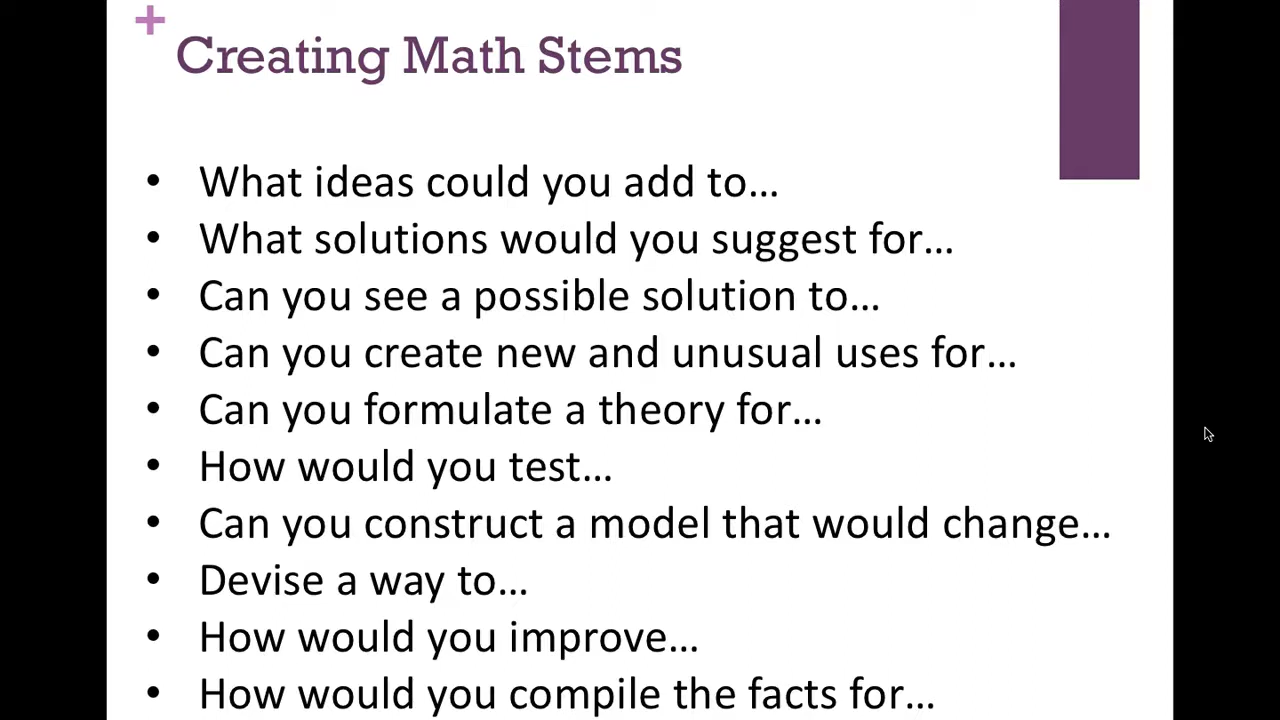 +
Creating Math Stems
• What ideas could you add to…
• What solutions would you suggest for…
• Can you see a possible solution to…
• Can you create new and unusual uses for…
• Can you formulate a theory for…
• How would you test…
• Can you construct a model that would change…
• Devise a way to…
• How would you improve…
• How would you compile the facts for…